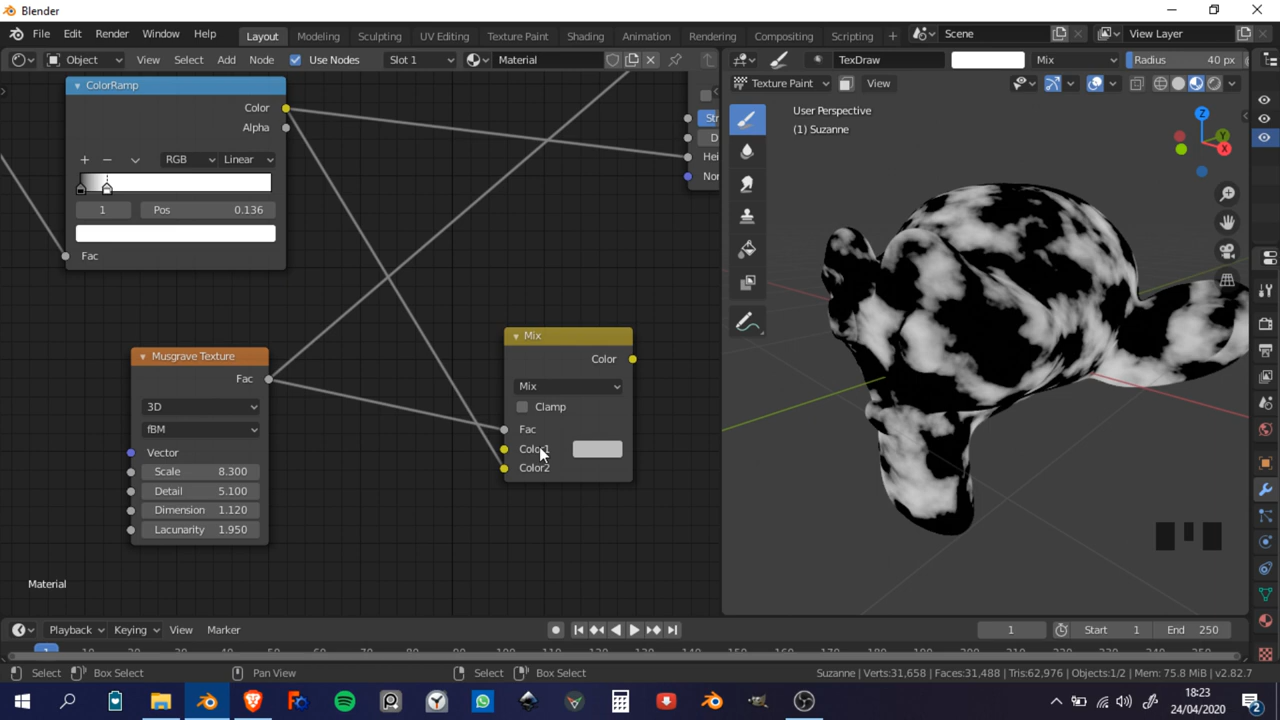 Blender
File Edit Render Window Help Layout Modeling Sculpting UV Editing Texture Paint Shading Animation Rendering Compositing Scripting Scene View Layer
Object View Select Add Node Use Nodes Slot 1 Material TexDraw Mix Radius 40 px
Texture Paint View
ColorRamp
Color
Alpha
RGB Linear
1 Pos 0.136
Fac
Str
D
Hei
Nor
User Perspective
(1) Suzanne
Z
Y
X
Mix
Color
Mix
Clamp
Fac
Color1
Color2
Musgrave Texture
Fac
3D
fBM
Vector
Scale 8.300
Detail 5.100
Dimension 1.120
Lacunarity 1.950
Material
Playback Keying View Marker 1 Start 1 End 250
1
Select Box Select Pan View Select Box Select Suzanne | Verts:31,658 | Faces:31,488 | Tris:62,976 | Objects:1/2 | Mem: 75.8 MiB | v2.82.7
18:23
24/04/2020
2